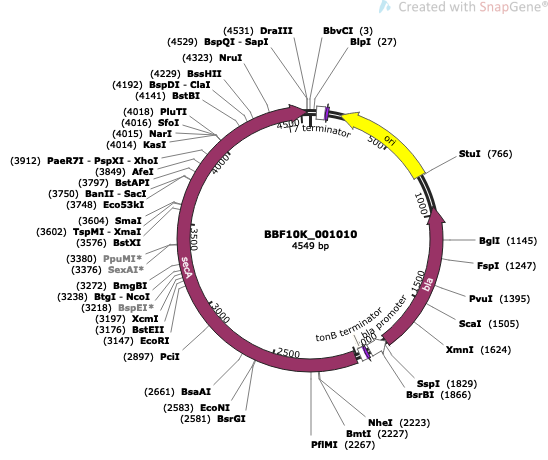 Created with SnapGene®
(4531) DraIII
(4529) BspQI - SapI
(4323) NruI
(4229) BssHII
(4192) BspDI - ClaI
(4141) BstBI
(4018) PluTI
(4016) SfoI
(4015) NarI
(4014) KasI
(3912) PaeR7I - PspXI - XhoI
(3849) AfeI
(3797) BstAPI
(3750) BanII - SacI
(3748) Eco53kI
(3604) SmaI
(3602) TspMI - XmaI
(3576) BstXI
(3380) PpuMI*
(3376) SexAI*
(3272) BmgBI
(3238) BtgI - NcoI
(3218) BspEI*
(3197) XcmI
(3176) BstEII
(3147) EcoRI
(2897) PciI
(2661) BsaAI
(2583) EcoNI
(2581) BsrGI
BbvCI (3)
BlpI (27)
StuI (766)
BglI (1145)
FspI (1247)
PvuI (1395)
ScaI (1505)
XmnI (1624)
SspI (1829)
BsrBI (1866)
NheI (2223)
BmtI (2227)
PflMI (2267)
T7 terminator
ori
bla
bla promoter
tonB terminator
secA
500
1000
1500
2500
3000
3500
4000
4500
BBF10K_001010
4549 bp